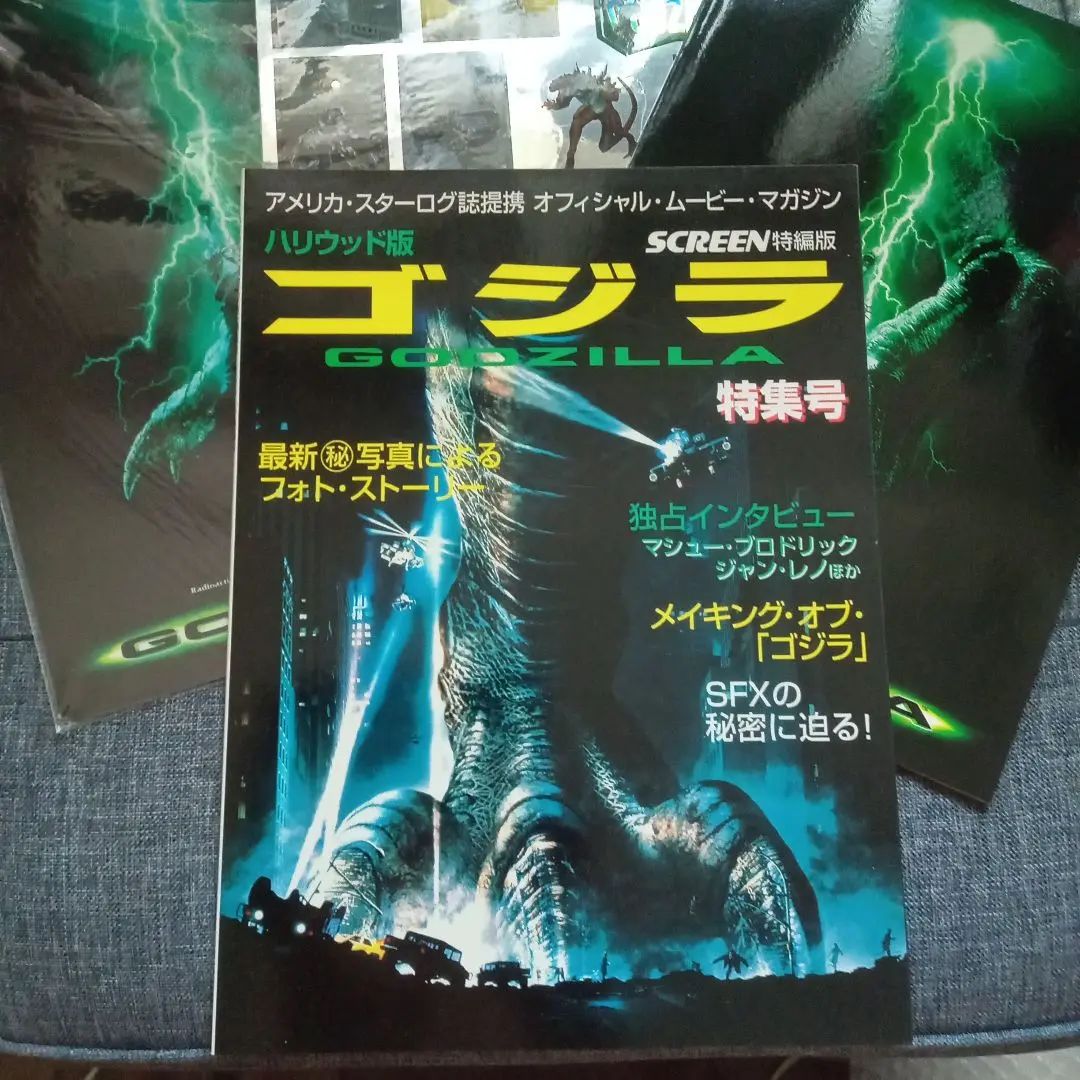 アメリカ・スターログ誌提携 オフィシャル・ムービー・マガジン
ハリウッド版
SCREEN特編版
ゴジラ
GODZILLA
特集号
最新㊙写真による
フォト・ストーリー
独占インタビュー
マシュー・ブロドリック
ジャン・レノほか
メイキング・オブ・
「ゴジラ」
SFXの
秘密に迫る!
Radioacti
GO
A